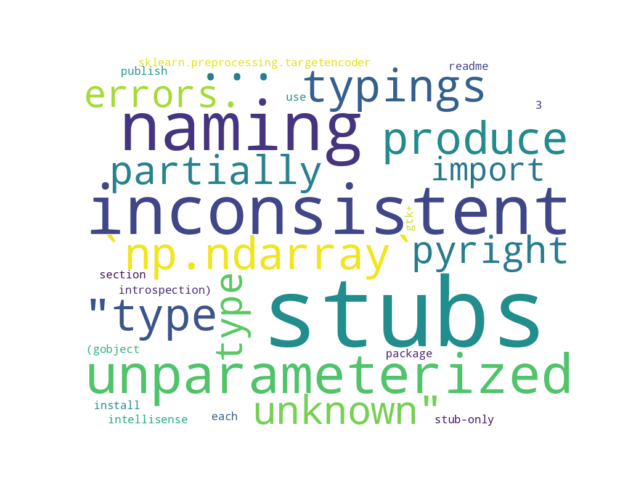 sklearn.preprocessing.targetencoder
readme
publish
...
typings
errors.
use
3
naming
produce
partially
import
inconsistent
gtk+
`np.ndarray`
pyright
section
introspection)
"type
type
stubs
(gobject
package
unparameterized
install
unknown"
intellisense
each
stub-only